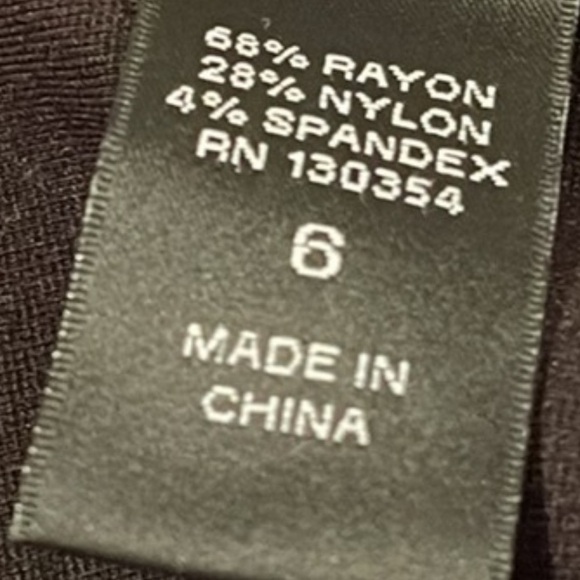 68% RAYON
28% NYLON
4% SPANDEX
RN 130354
6
MADE IN
CHINA